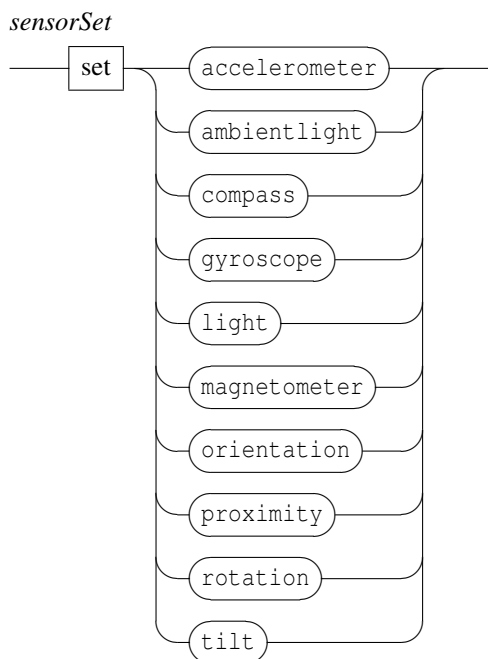 sensorSet
set accelerometer
ambientlight
compass
gyroscope
light
magnetometer
orientation
proximity
rotation
tilt